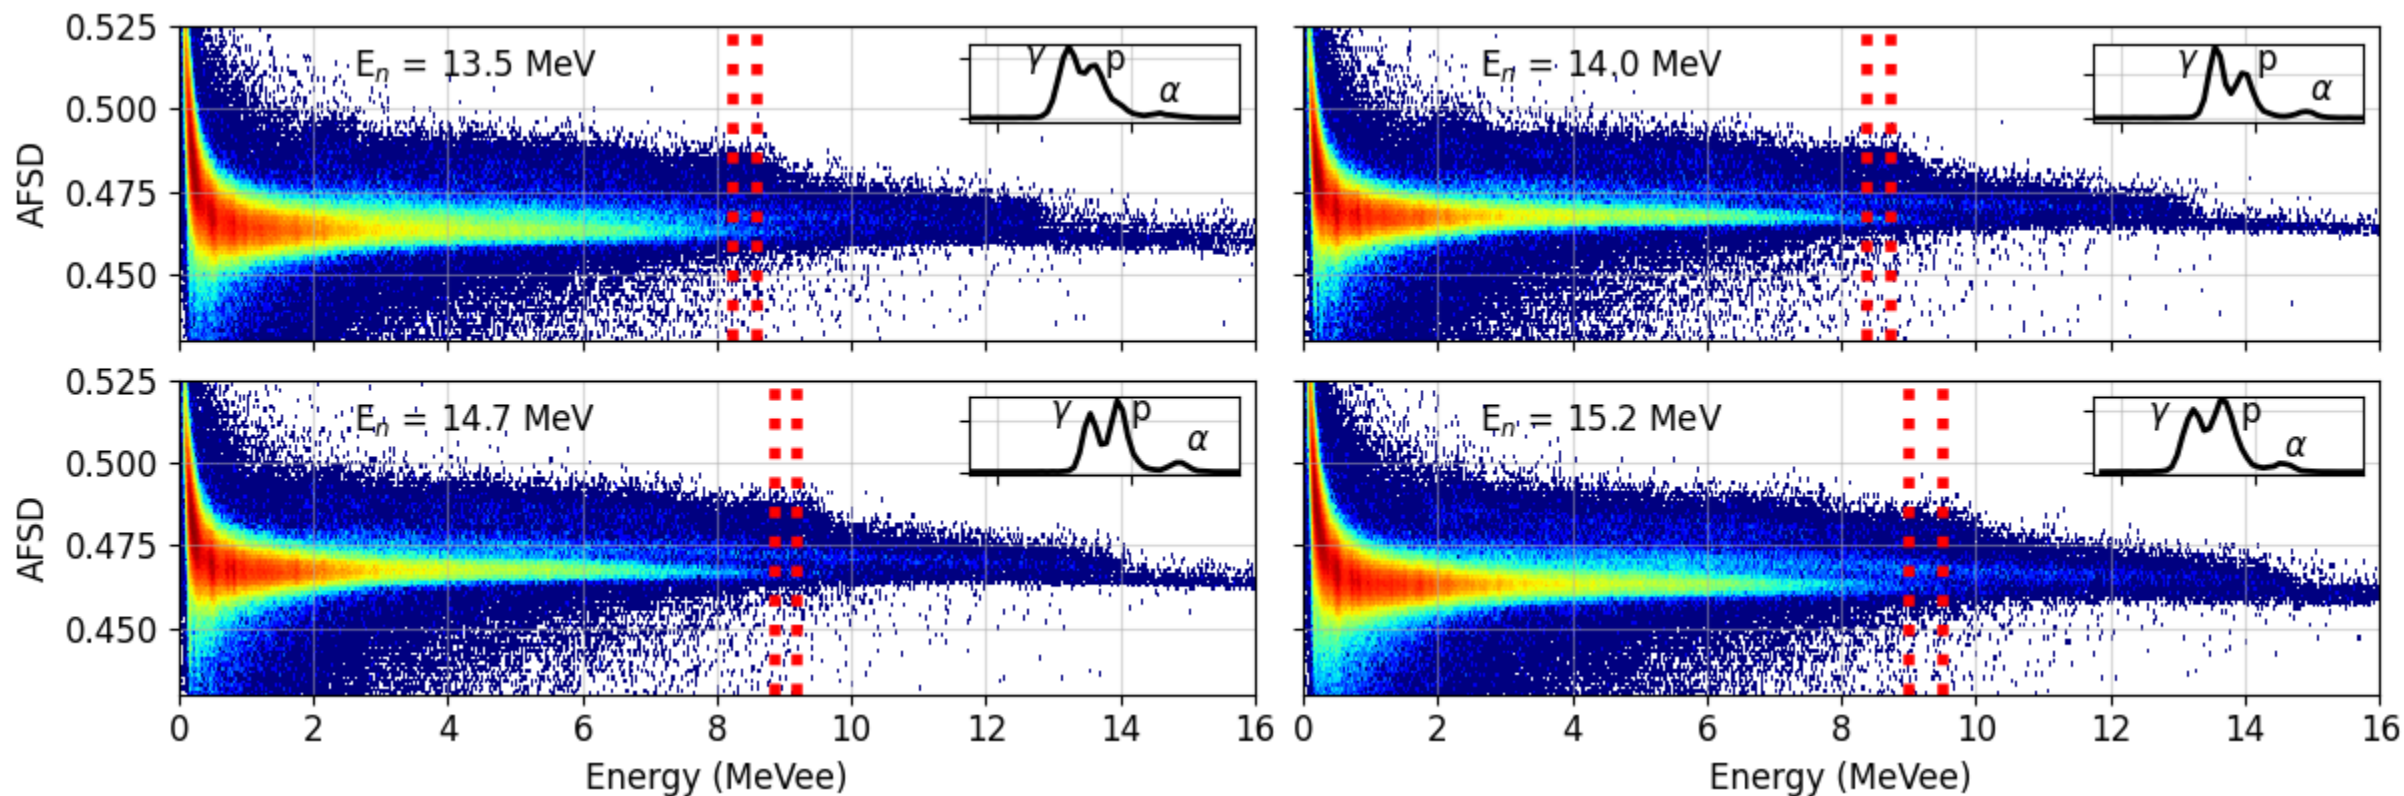 0.525
0.500
0.475
0.450
AFSD
E_n = 13.5 MeV
γ p α
E_n = 14.0 MeV
γ p α
0.525
0.500
0.475
0.450
AFSD
E_n = 14.7 MeV
γ p α
E_n = 15.2 MeV
γ p α
0 2 4 6 8 10 12 14 16
Energy (MeVee)
0 2 4 6 8 10 12 14 16
Energy (MeVee)